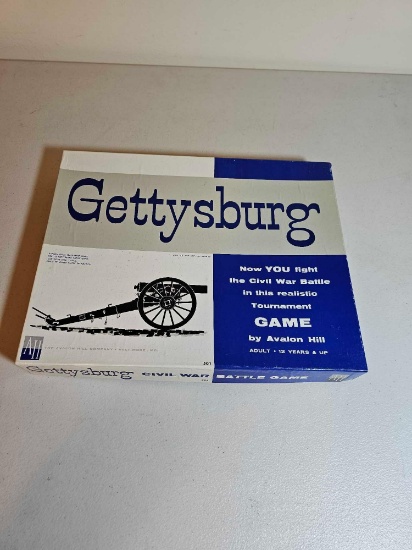 Gettysburg
Now YOU fight
the Civil War Battle
in this realistic
Tournament
GAME
by Avalon Hill
ADULT • 12 YEARS & UP
AH
Gettysburg CIVIL WAR BATTLE GAME